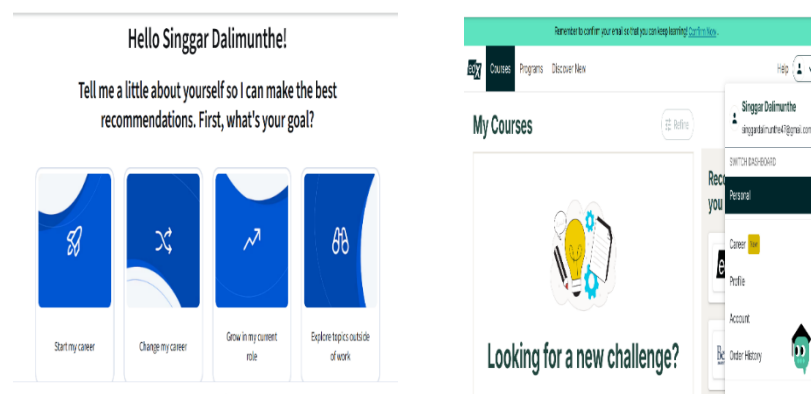 Hello Singgar Dalimunthe!
Tell me a little about yourself so I can make the best
recommendations. First, what's your goal?
Start my career
Change my career
Grow in my current
role
Explore topics outside
of work
Remember to confirm your email so that you can keep learning! Confirm Now.
edX
Courses
Programs
Discover New
Help
My Courses
Refine
Looking for a new challenge?
Reco
you
Singgar Dalimunthe
singgardalimunthe47@gmail.com
SWITCH DASHBOARD
Personal
Career New
Profile
Account
Order History